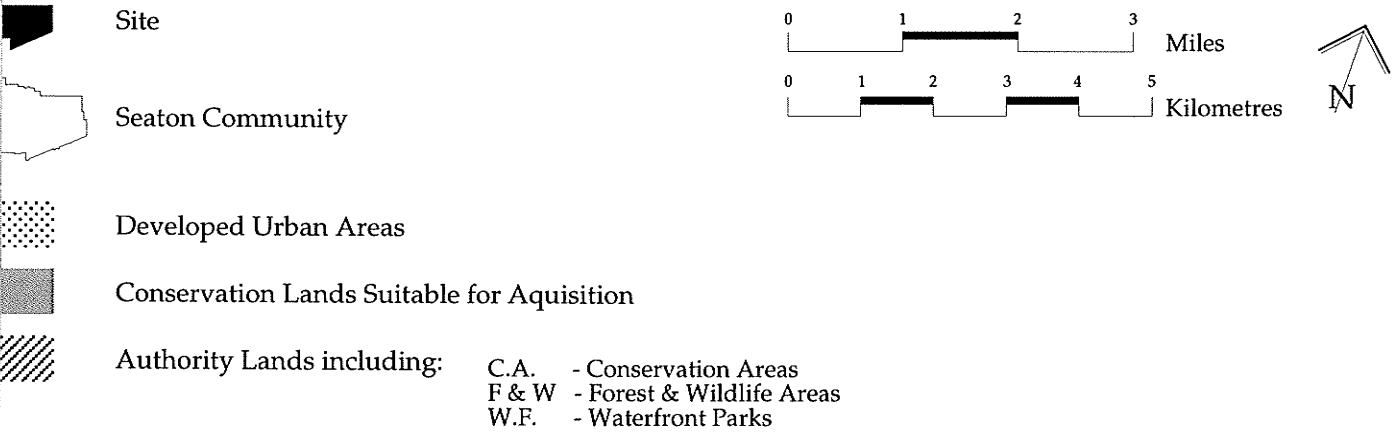 Site
0 1 2 3
Miles
0 1 2 3 4 5
Kilometres
N
Seaton Community
Developed Urban Areas
Conservation Lands Suitable for Aquisition
Authority Lands including:
C.A. - Conservation Areas
F & W - Forest & Wildlife Areas
W.F. - Waterfront Parks